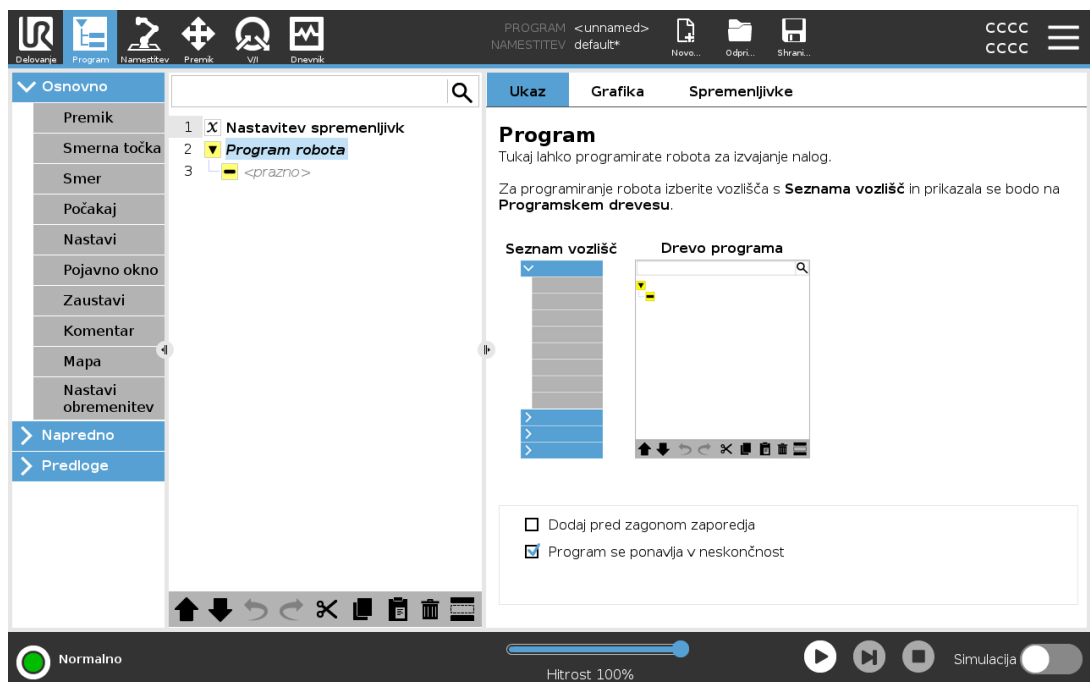 PROGRAM <unnamed>
NAMESTITEV default*
Delovanje Program Namestitev Premik V/I Dnevnik
Novo... Odpri... Shrani...
CCCC
CCCC
Osnovno
Premik
Smerna točka
Smer
Počakaj
Nastavi
Pojavno okno
Zaustavi
Komentar
Mapa
Nastavi
obremenitev
Napredno
Predloge
1 X Nastavitev spremenljivk
2 Program robota
3 <prazno>
Ukaz Grafika Spremenljivke
Program
Tukaj lahko programirate robota za izvajanje nalog.
Za programiranje robota izberite vozlišča s Seznama vozlišč in prikazala se bodo na
Programskem drevesu.
Seznam vozlišč Drevo programa
Dodaj pred zagonom zaporedja
Program se ponavlja v neskončnost
Normalno
Hitrost 100%
Simulacija